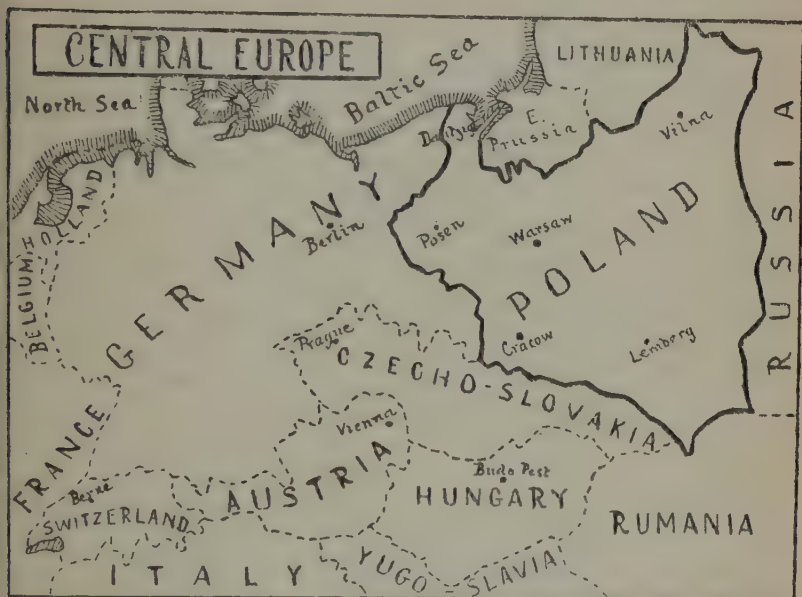 CENTRAL EUROPE
North Sea
Baltic Sea
LITHUANIA
Danzig
E.
Prussia
Vilna
RUSSIA
HOLLAND
BELGIUM
GERMANY
Berlin
Posen
Warsaw
POLAND
Prague
Cracow
Lemberg
CZECHO-SLOVAKIA
FRANCE
Vienna
AUSTRIA
Buda Pest
HUNGARY
Berne
SWITZERLAND
RUMANIA
ITALY
YUGO-SLAVIA